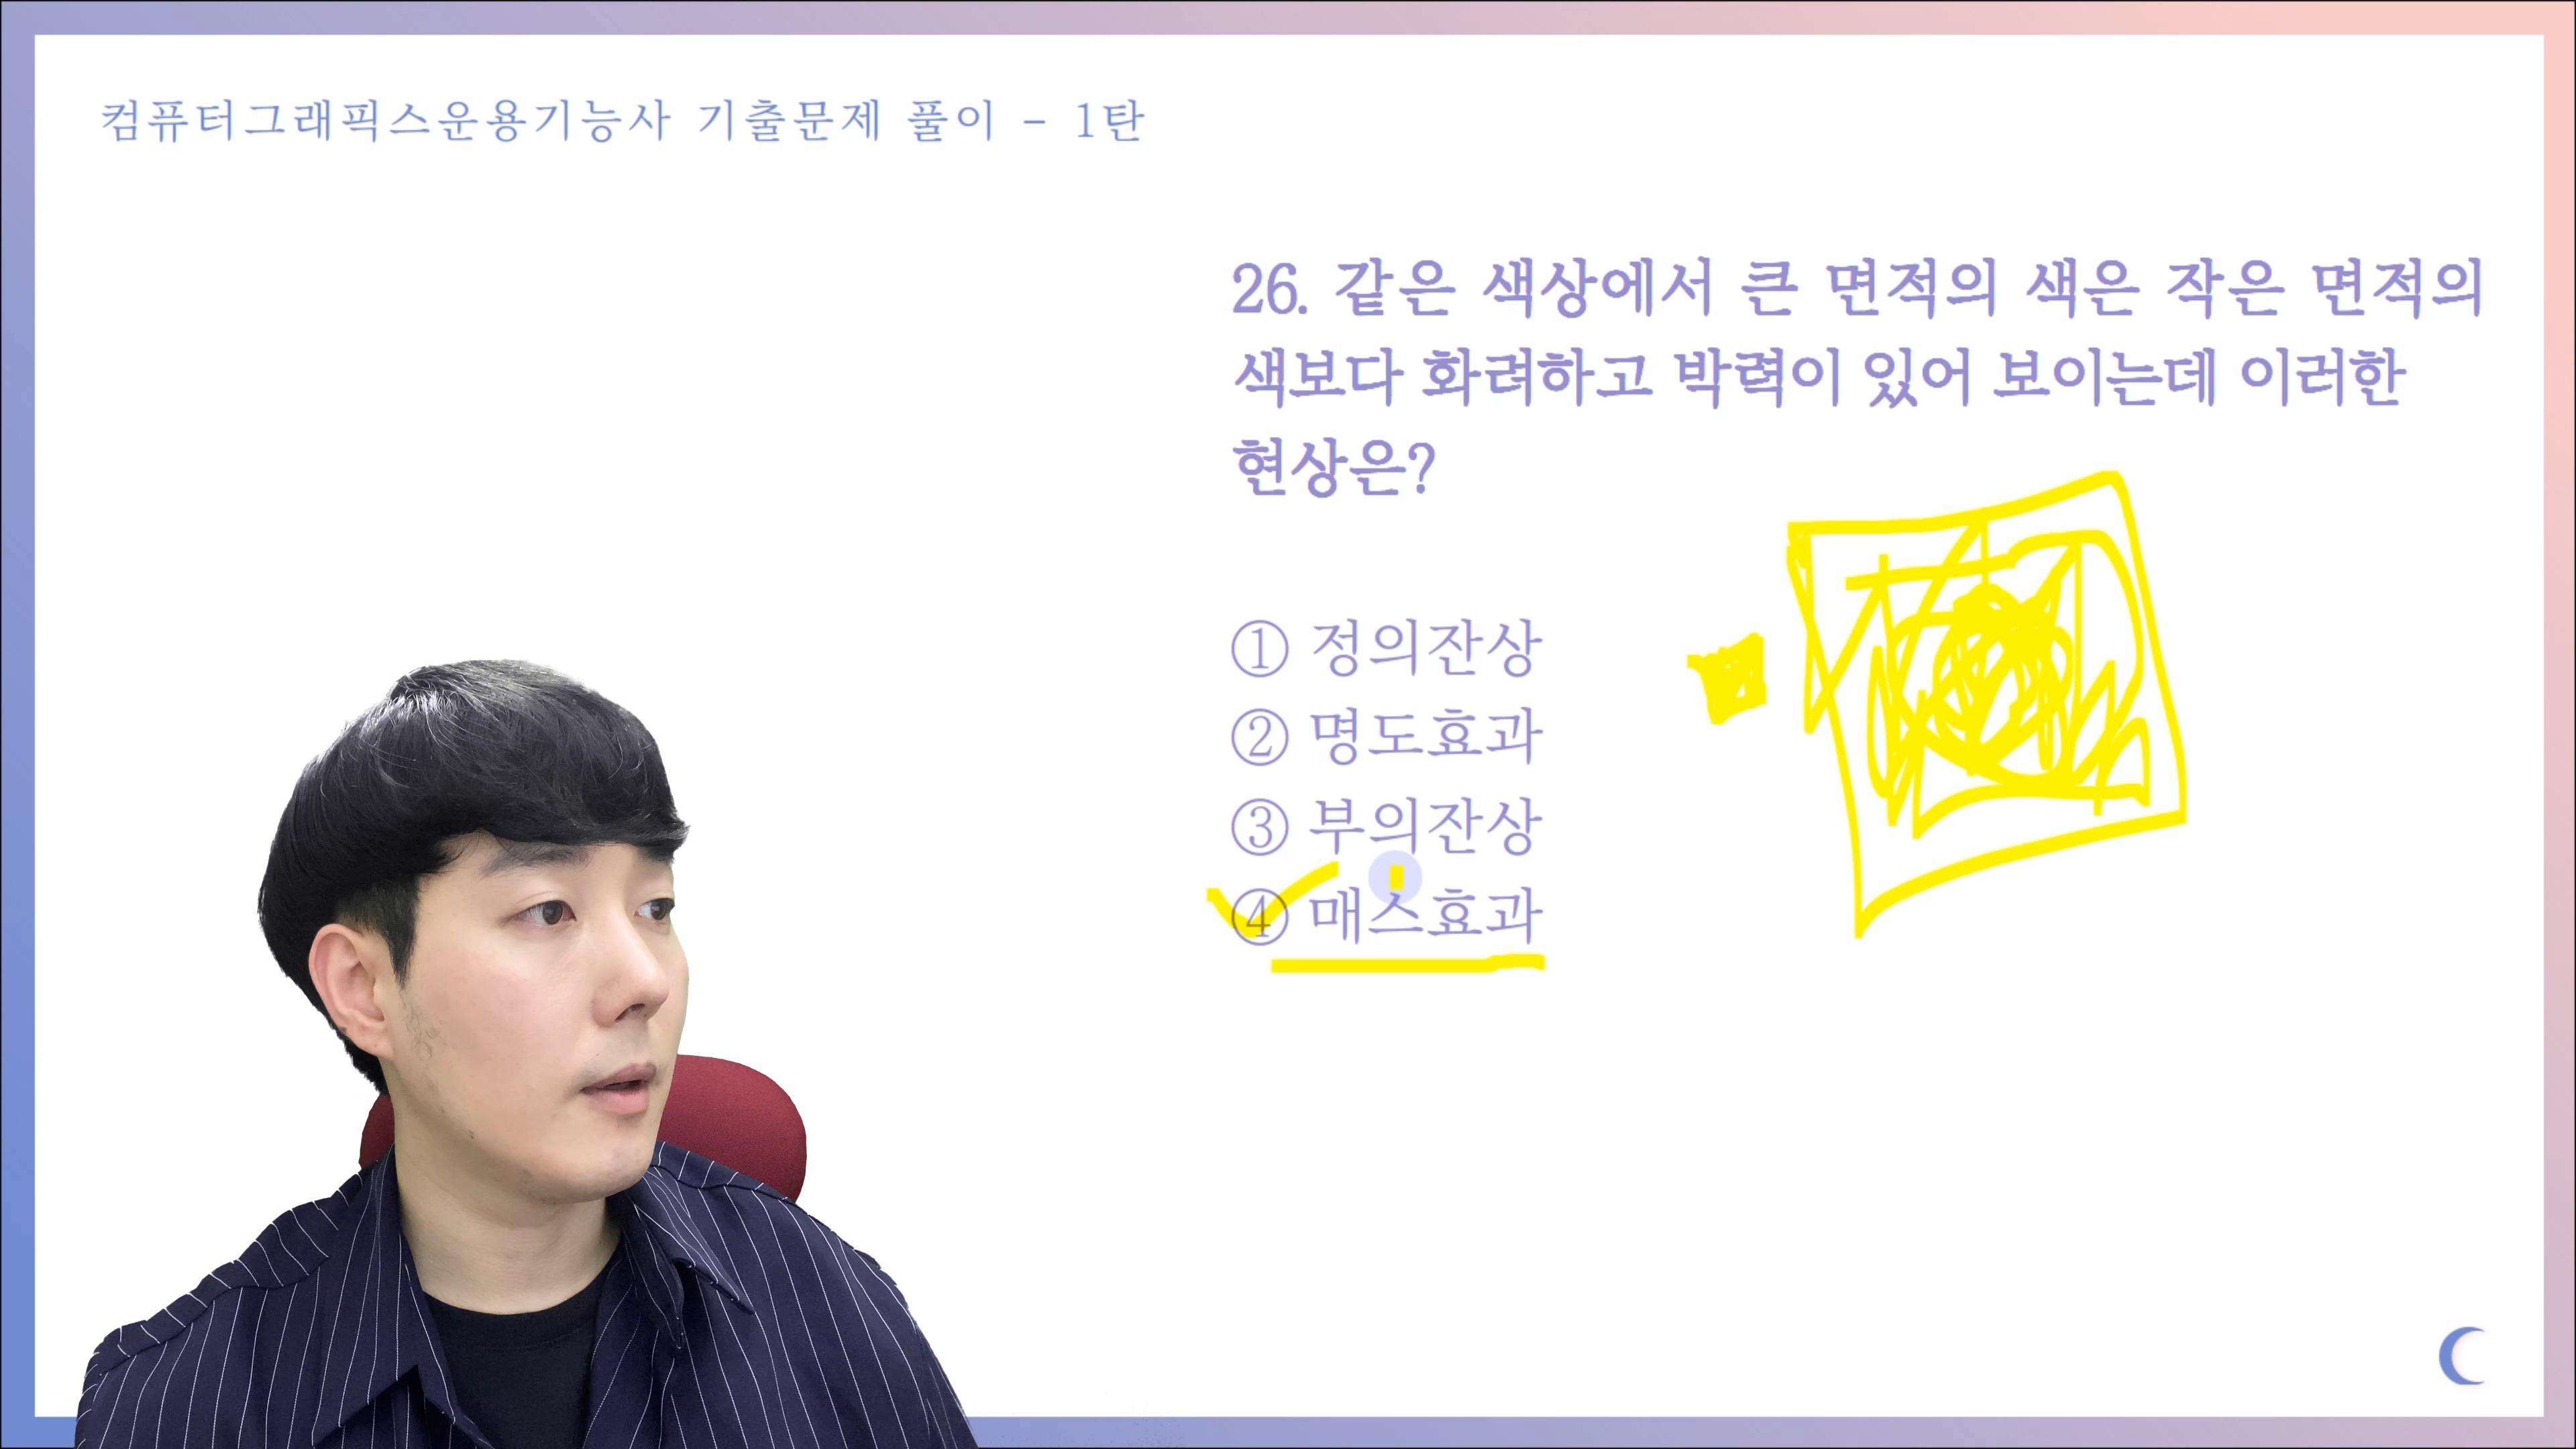 컴퓨터그래픽스운용기능사 기출문제 풀이 - 1탄
26. 같은 색상에서 큰 면적의 색은 작은 면적의
색보다 화려하고 박력이 있어 보이는데 이러한
현상은?
① 정의잔상
② 명도효과
③ 부의잔상
④ 매스효과